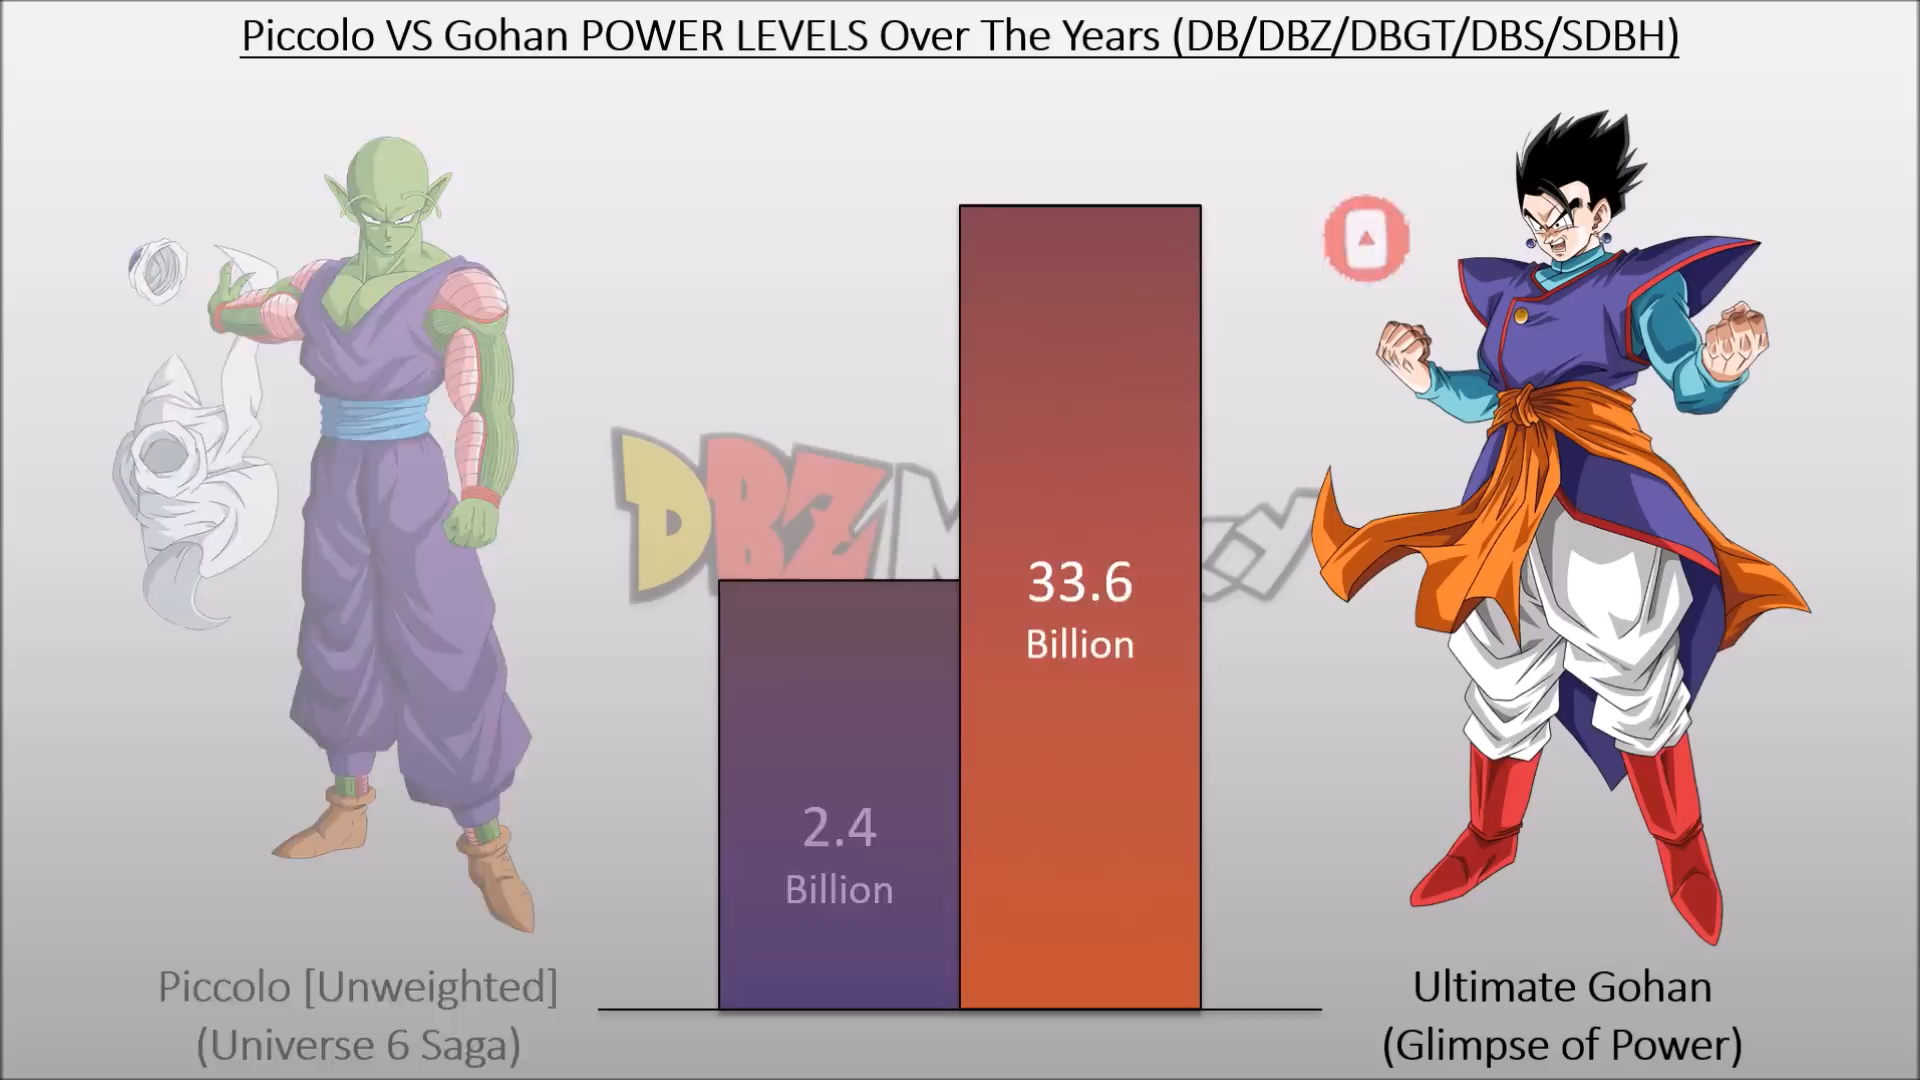 Piccolo VS Gohan POWER LEVELS Over The Years (DB/DBZ/DBGT/DBS/SDBH)
DBZ
33.6
Billion
2.4
Billion
Piccolo [Unweighted]
(Universe 6 Saga)
Ultimate Gohan
(Glimpse of Power)